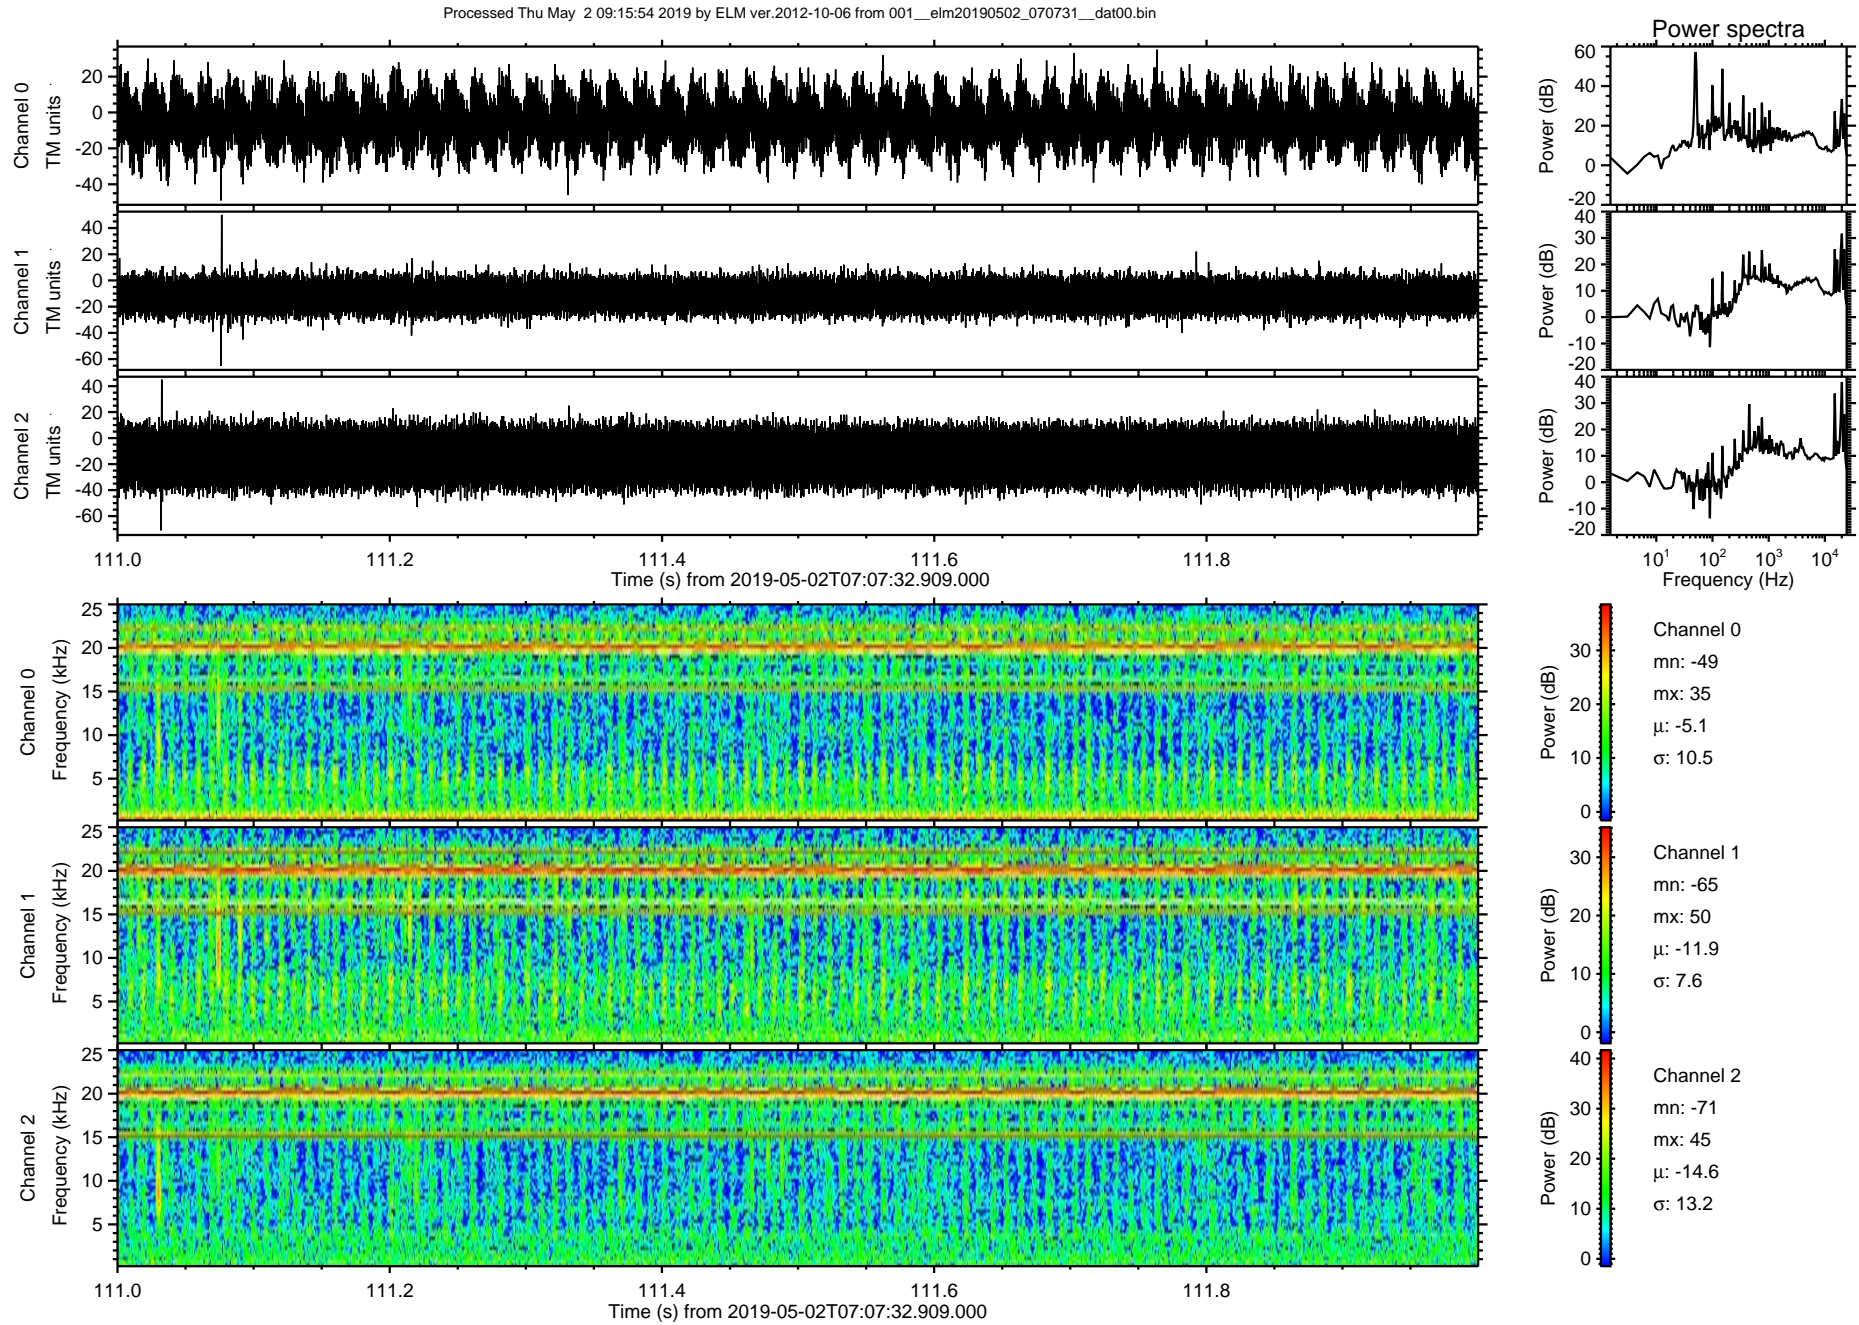 Processed Thu May  2 09:15:54 2019 by ELM ver.2012-10-06 from 001__elm20190502_070731__dat00.bin
Power spectra
Channel 0
TM units
20
0
-20
-40
Power (dB)
60
40
20
0
-20
Channel 1
TM units
40
20
0
-20
-40
-60
Power (dB)
40
30
20
10
0
-10
-20
Channel 2
TM units
40
20
0
-20
-40
-60
Power (dB)
40
30
20
10
0
-10
-20
111.0 111.2 111.4 111.6 111.8
Time (s) from 2019-05-02T07:07:32.909.000
10^1 10^2 10^3 10^4
Frequency (Hz)
Channel 0
Frequency (kHz)
25
20
15
10
5
Power (dB)
30
20
10
0
Channel 0
mn: -49
mx: 35
μ: -5.1
σ: 10.5
Channel 1
Frequency (kHz)
25
20
15
10
5
Power (dB)
30
20
10
0
Channel 1
mn: -65
mx: 50
μ: -11.9
σ: 7.6
Channel 2
Frequency (kHz)
25
20
15
10
5
Power (dB)
40
30
20
10
0
Channel 2
mn: -71
mx: 45
μ: -14.6
σ: 13.2
111.0 111.2 111.4 111.6 111.8
Time (s) from 2019-05-02T07:07:32.909.000